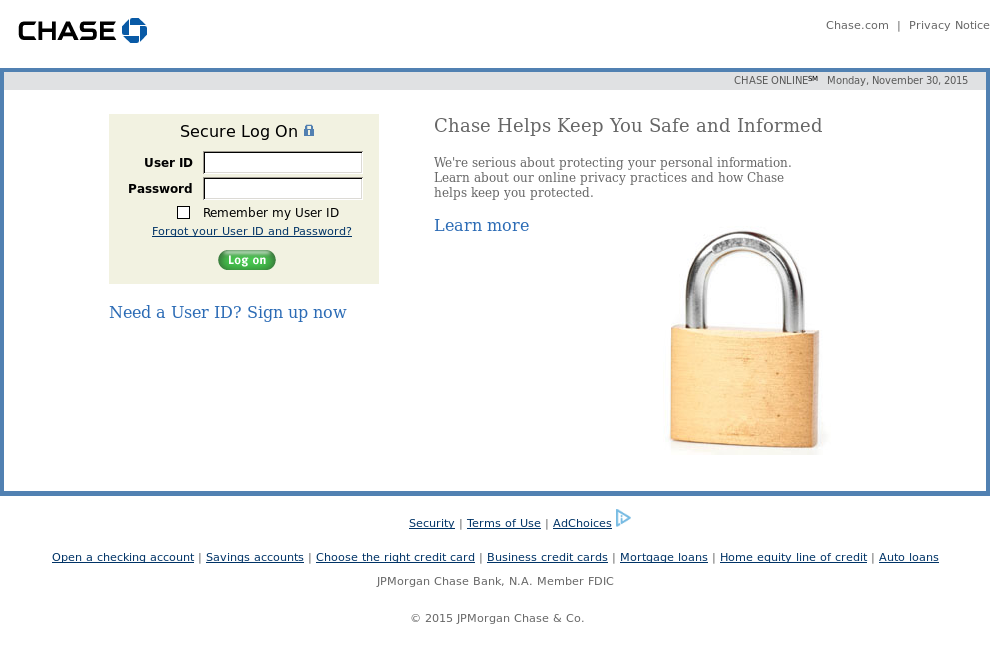 CHASE
Chase.com | Privacy Notice
CHASE ONLINE℠ Monday, November 30, 2015
Secure Log On
User ID
Password
Remember my User ID
Forgot your User ID and Password?
Log on
Need a User ID? Sign up now
Chase Helps Keep You Safe and Informed
We're serious about protecting your personal information.
Learn about our online privacy practices and how Chase
helps keep you protected.
Learn more
Security | Terms of Use | AdChoices
Open a checking account | Savings accounts | Choose the right credit card | Business credit cards | Mortgage loans | Home equity line of credit | Auto loans
JPMorgan Chase Bank, N.A. Member FDIC
© 2015 JPMorgan Chase & Co.